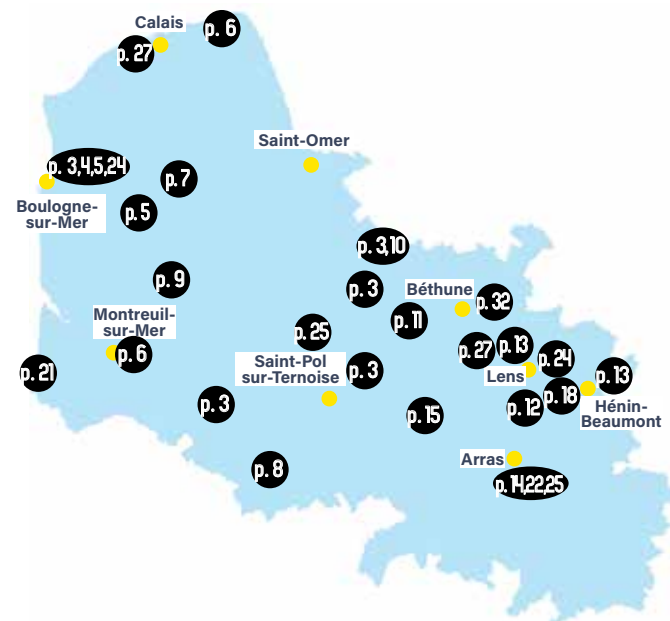 Calais
p. 6
p. 27
Saint-Omer
p. 3,4,5,24
p. 7
Boulogne-
sur-Mer
p. 5
p. 3,10
p. 9
p. 3
Béthune
p. 32
Montreuil-
sur-Mer
p. 11
p. 25
p. 6
p. 27
p. 13
p. 24
Saint-Pol
sur-Ternoise
p. 3
Lens
p. 13
p. 21
p. 18
p. 3
p. 15
p. 12
Hénin-
Beaumont
Arras
p. 8
p. 14,22,25